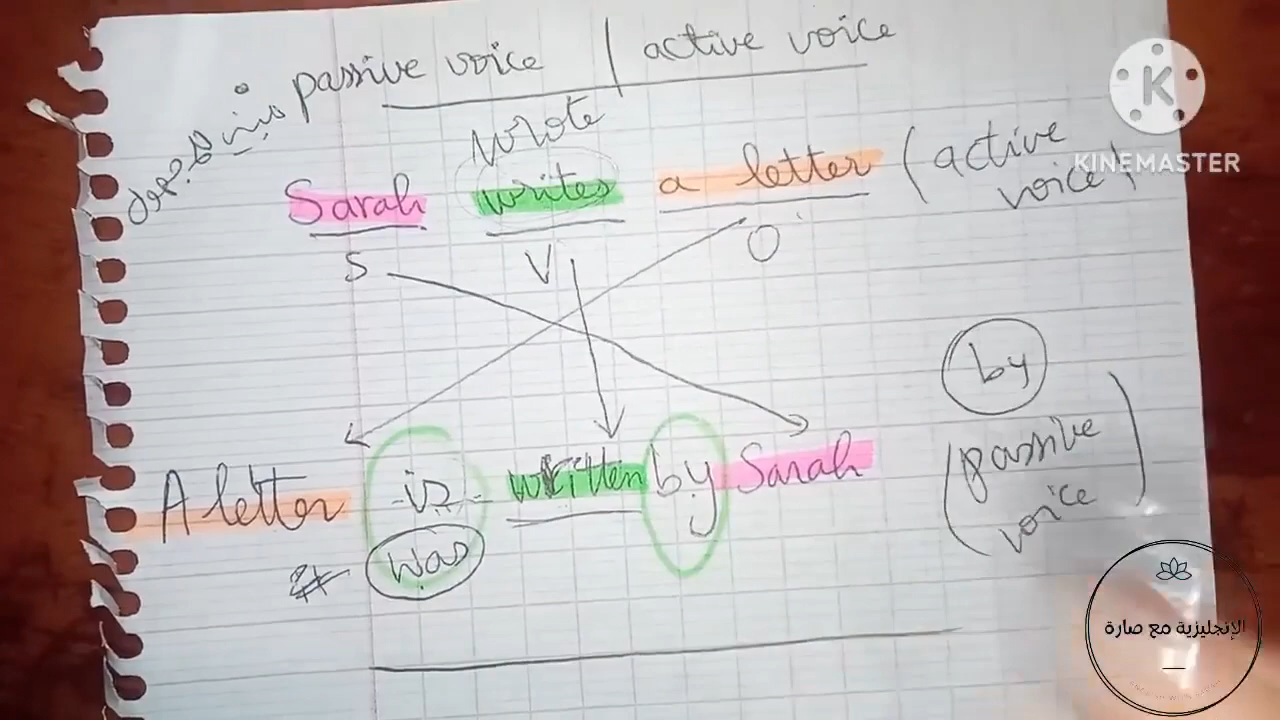 passive voice / active voice
مبني للمجهول
wrote
Sarah writes a letter (active voice)
S V O
by
A letter is written by Sarah (passive voice)
was
KINEMASTER
الإنجليزية مع صارة